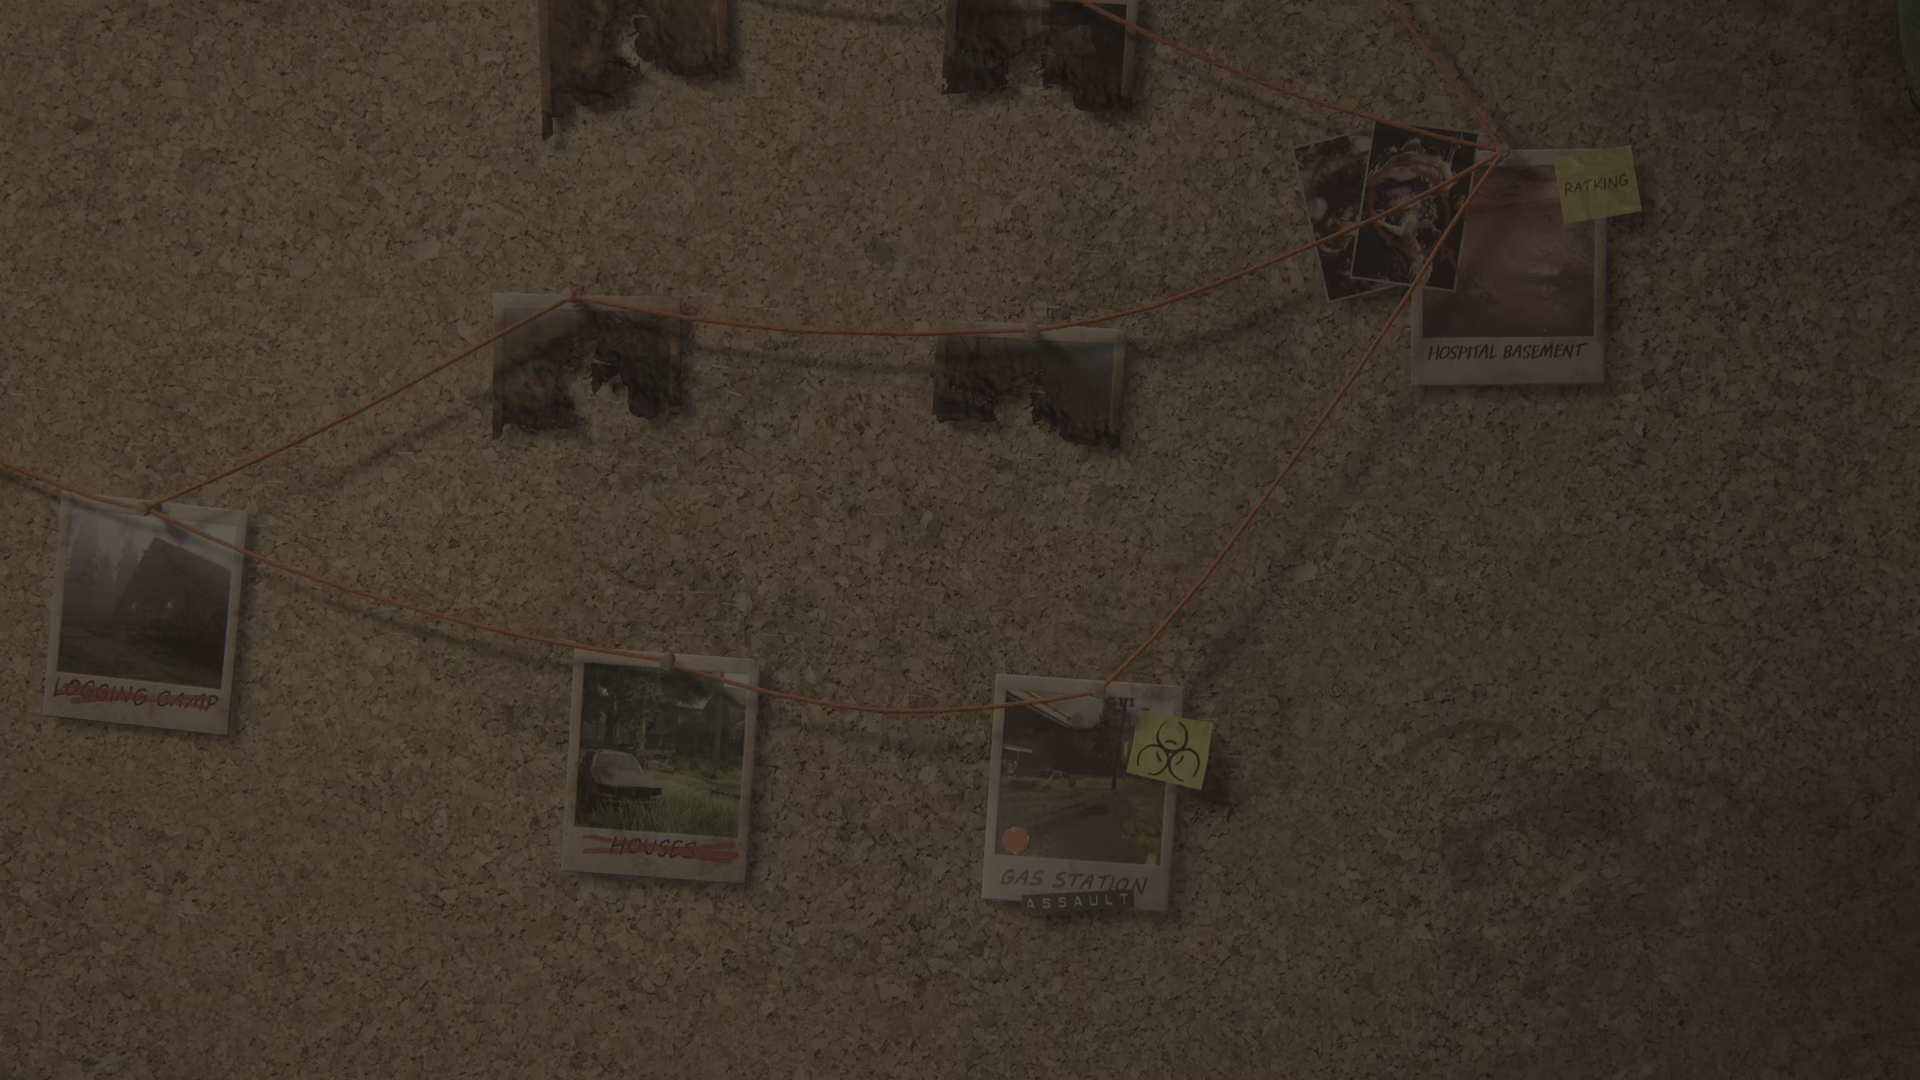 RATKING
HOSPITAL BASEMENT
LOGGING CAMP
HOUSES
GAS STATION
ASSAULT